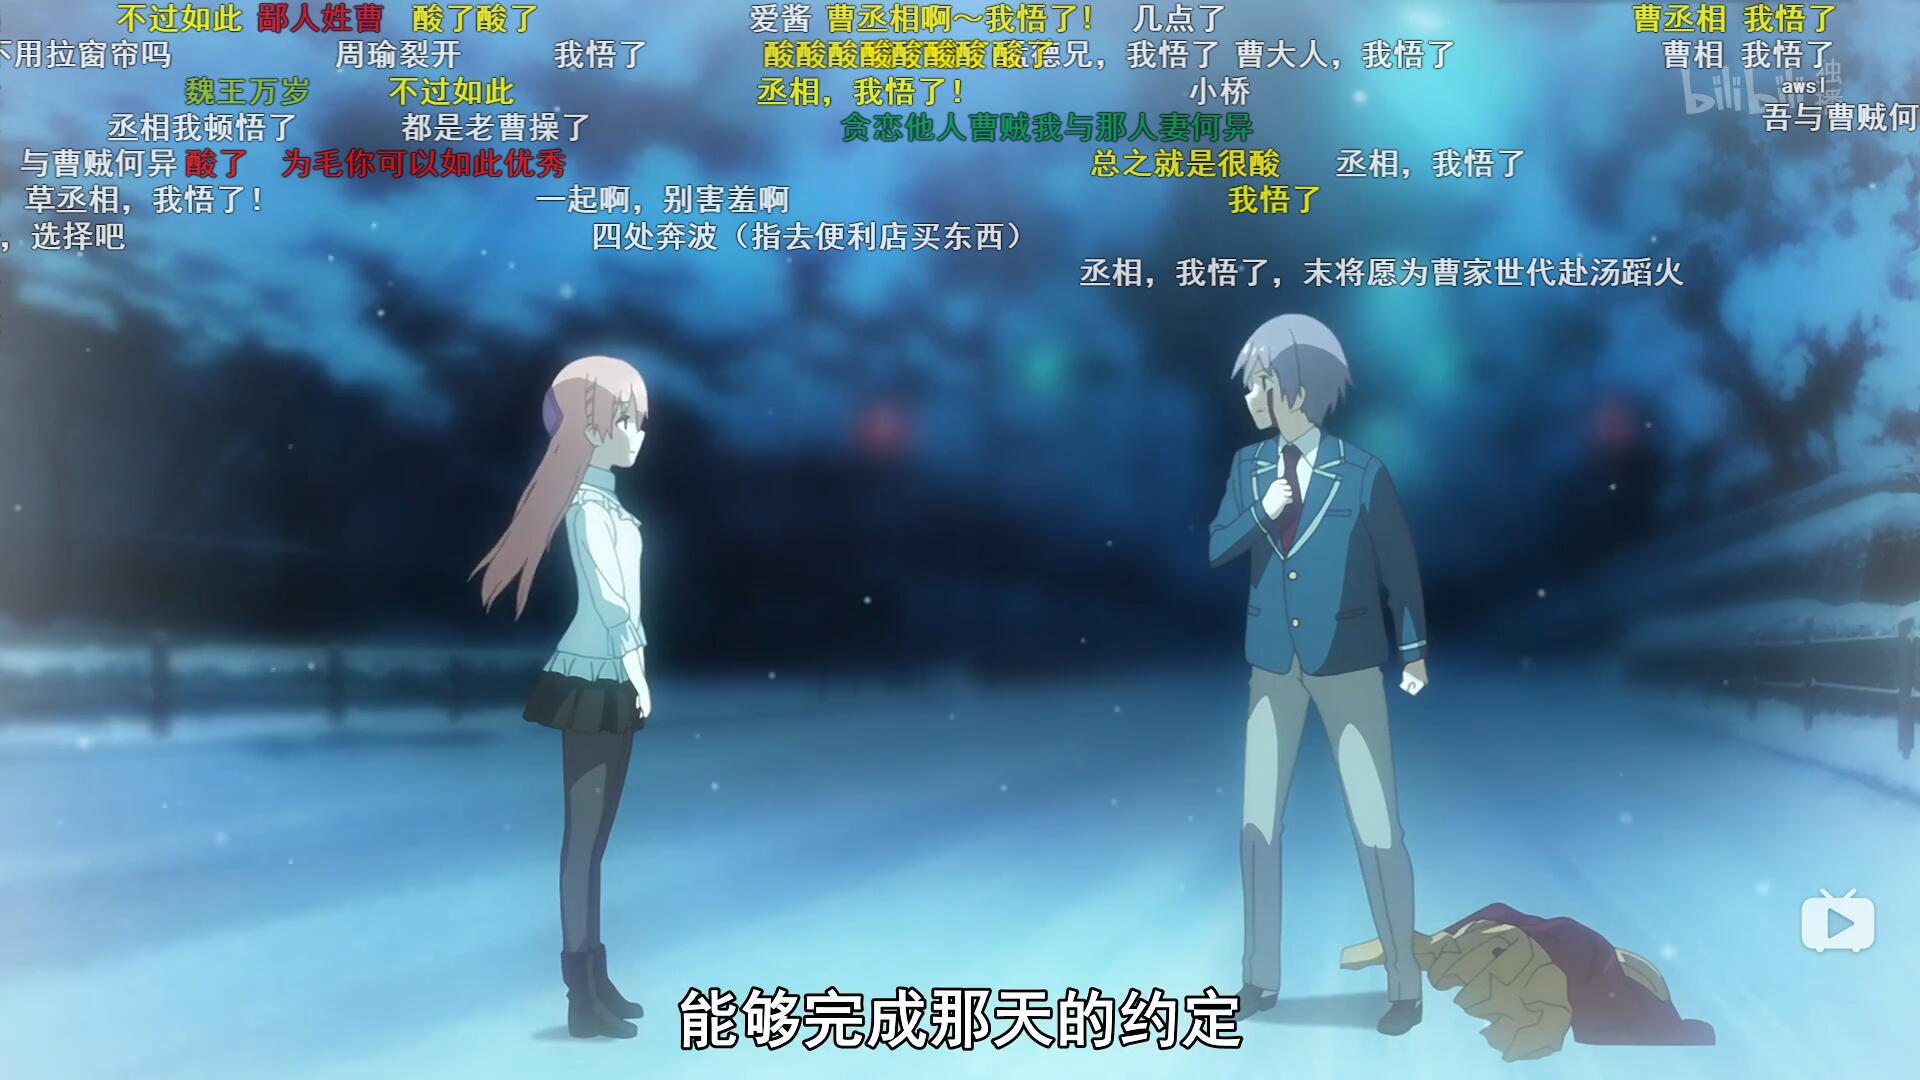 不过如此 鄙人姓曹 酸了酸了 爱酱 曹丞相啊～我悟了！ 几点了 曹丞相 我悟了
不用拉窗帘吗 周瑜裂开 我悟了 酸酸酸酸酸酸酸 酸了 德兄，我悟了 曹大人，我悟了 曹相 我悟了
bilibili 独播
魏王万岁 不过如此 丞相，我悟了！ 小桥 awsl
丞相我顿悟了 都是老曹操了 贪恋他人曹贼我与那人妻何异 吾与曹贼何
与曹贼何异 酸了 为毛你可以如此优秀 总之就是很酸 丞相，我悟了
草丞相，我悟了！ 一起啊，别害羞啊 我悟了
，选择吧 四处奔波（指去便利店买东西）
丞相，我悟了，末将愿为曹家世代赴汤蹈火
能够完成那天的约定